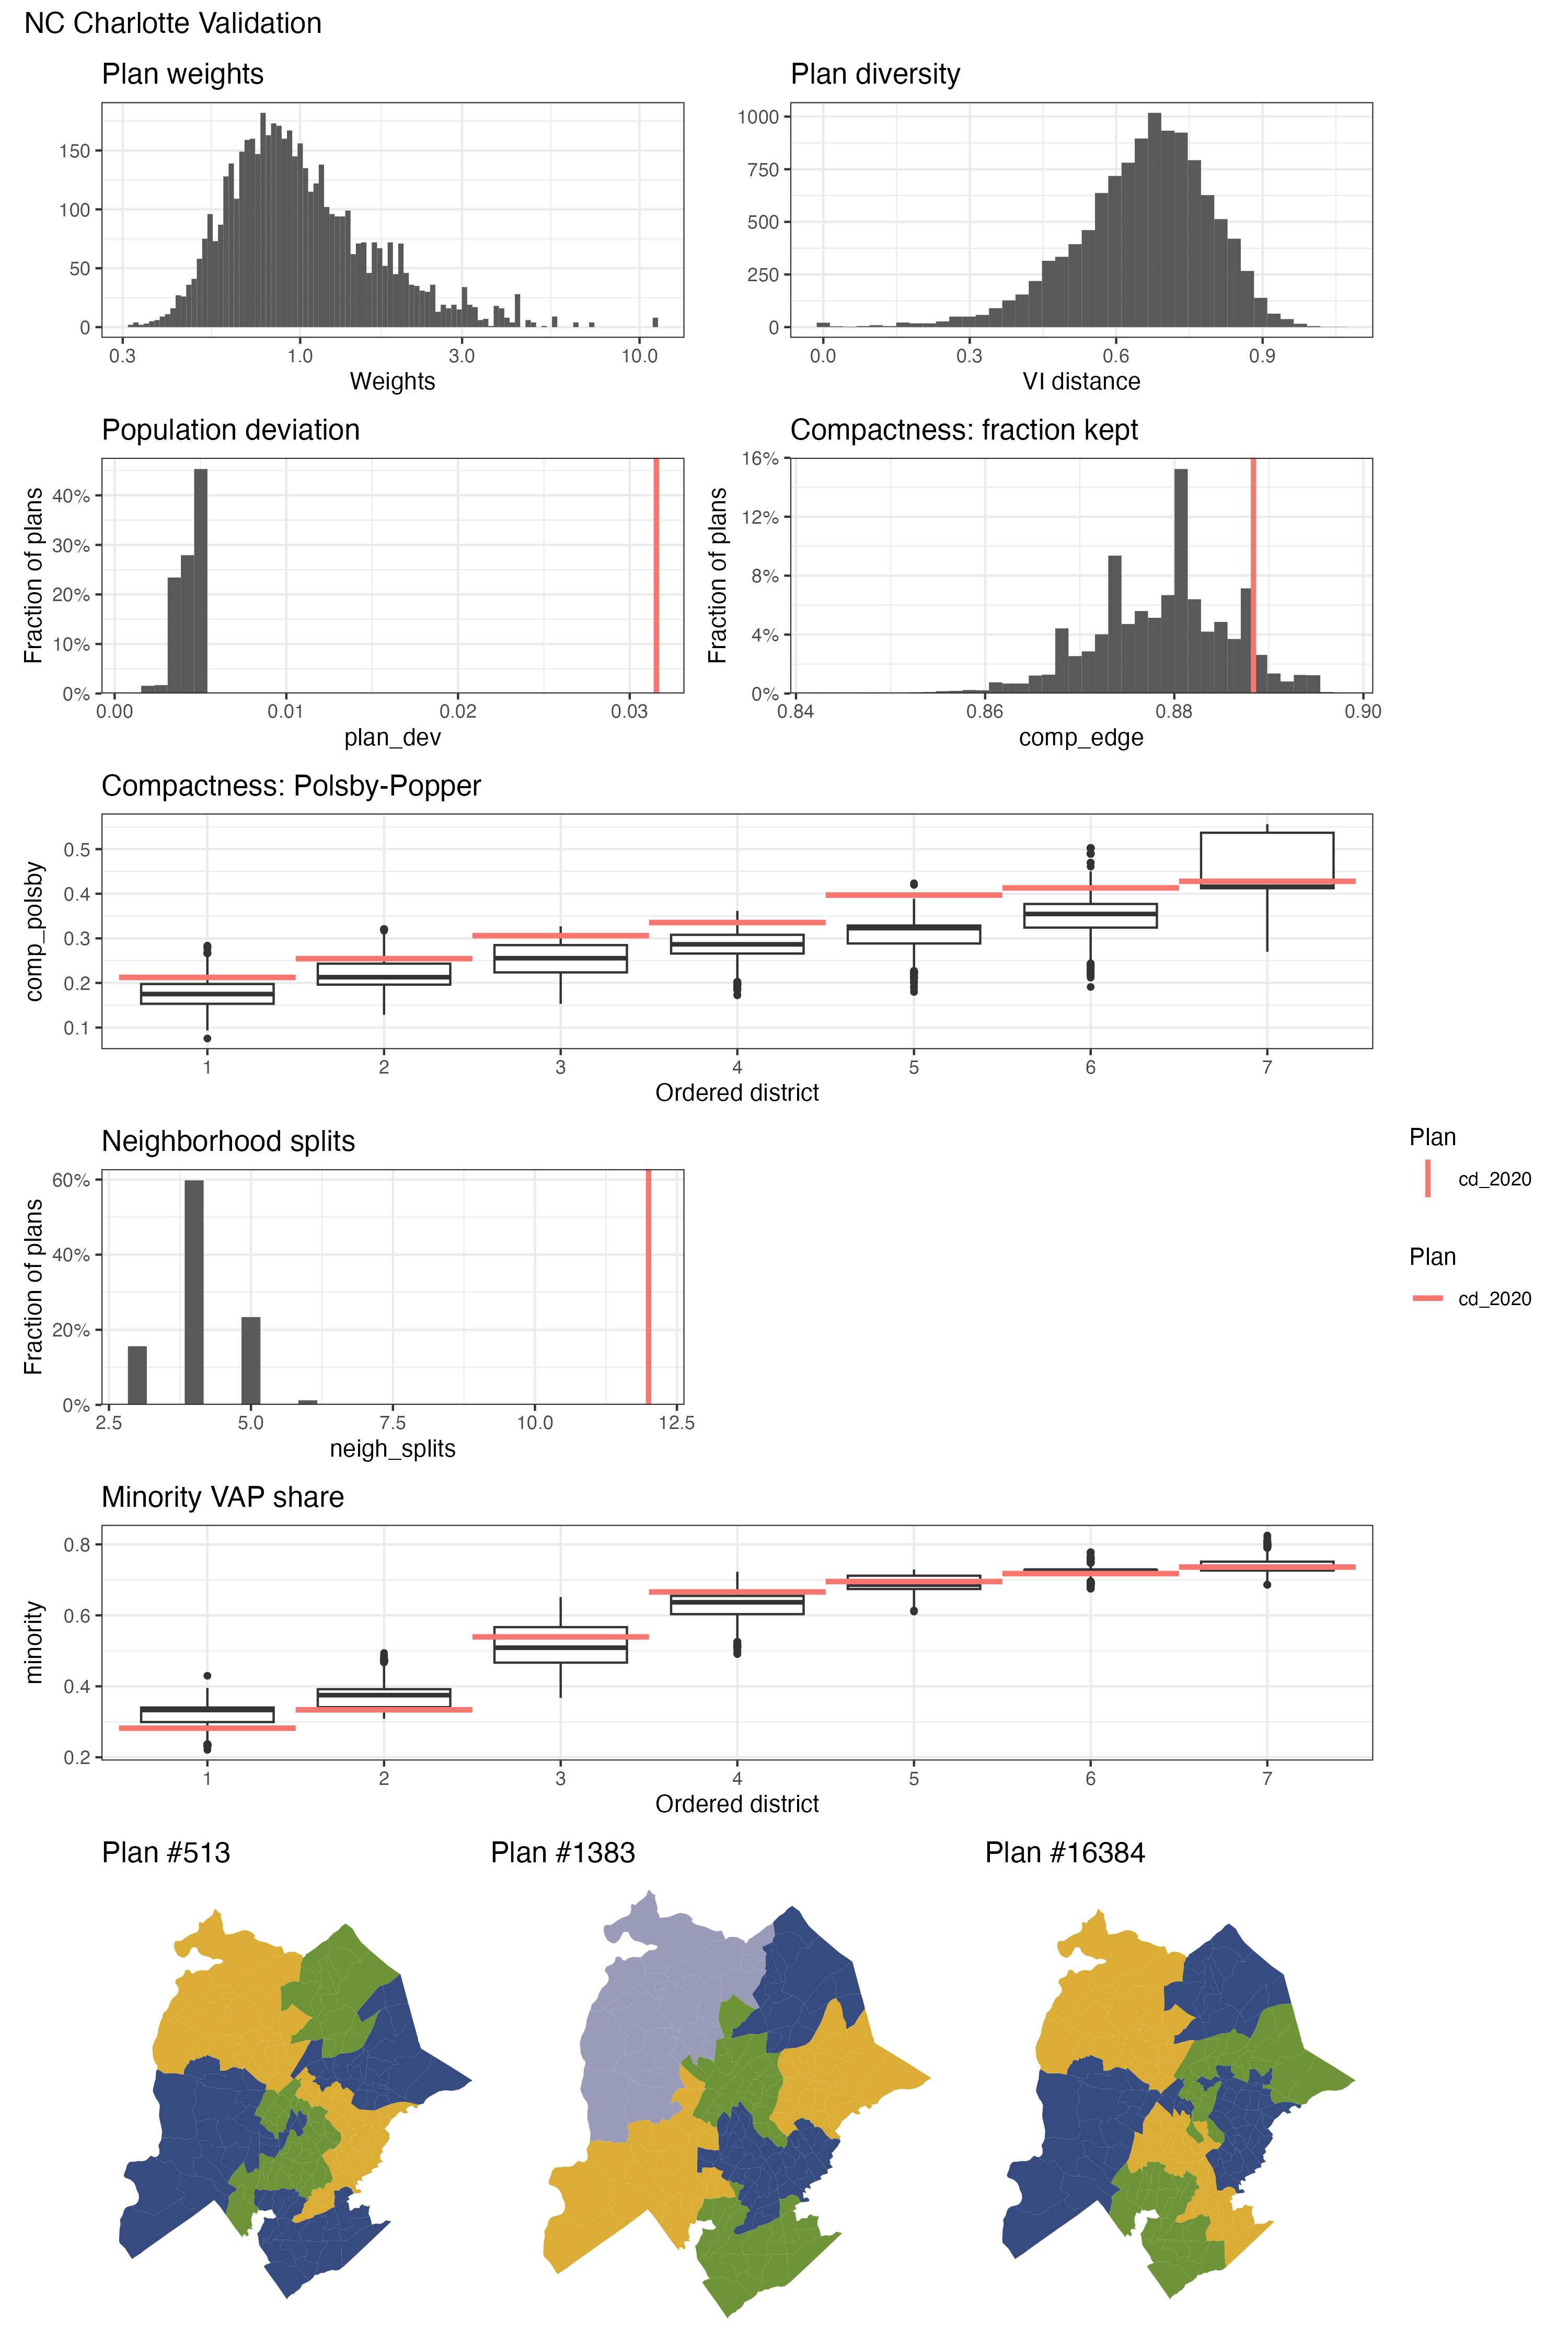 NC Charlotte Validation
Plan weights
150
100
50
0
0.3 1.0 3.0 10.0
Weights
Plan diversity
1000
750
500
250
0
0.0 0.3 0.6 0.9
VI distance
Population deviation
Fraction of plans
40%
30%
20%
10%
0%
0.00 0.01 0.02 0.03
plan_dev
Compactness: fraction kept
Fraction of plans
16%
12%
8%
4%
0%
0.84 0.86 0.88 0.90
comp_edge
Compactness: Polsby-Popper
comp_polsby
0.5
0.4
0.3
0.2
0.1
1 2 3 4 5 6 7
Ordered district
Neighborhood splits
Fraction of plans
60%
40%
20%
0%
2.5 5.0 7.5 10.0 12.5
neigh_splits
Plan
cd_2020
Plan
cd_2020
Minority VAP share
minority
0.8
0.6
0.4
0.2
1 2 3 4 5 6 7
Ordered district
Plan #513
Plan #1383
Plan #16384